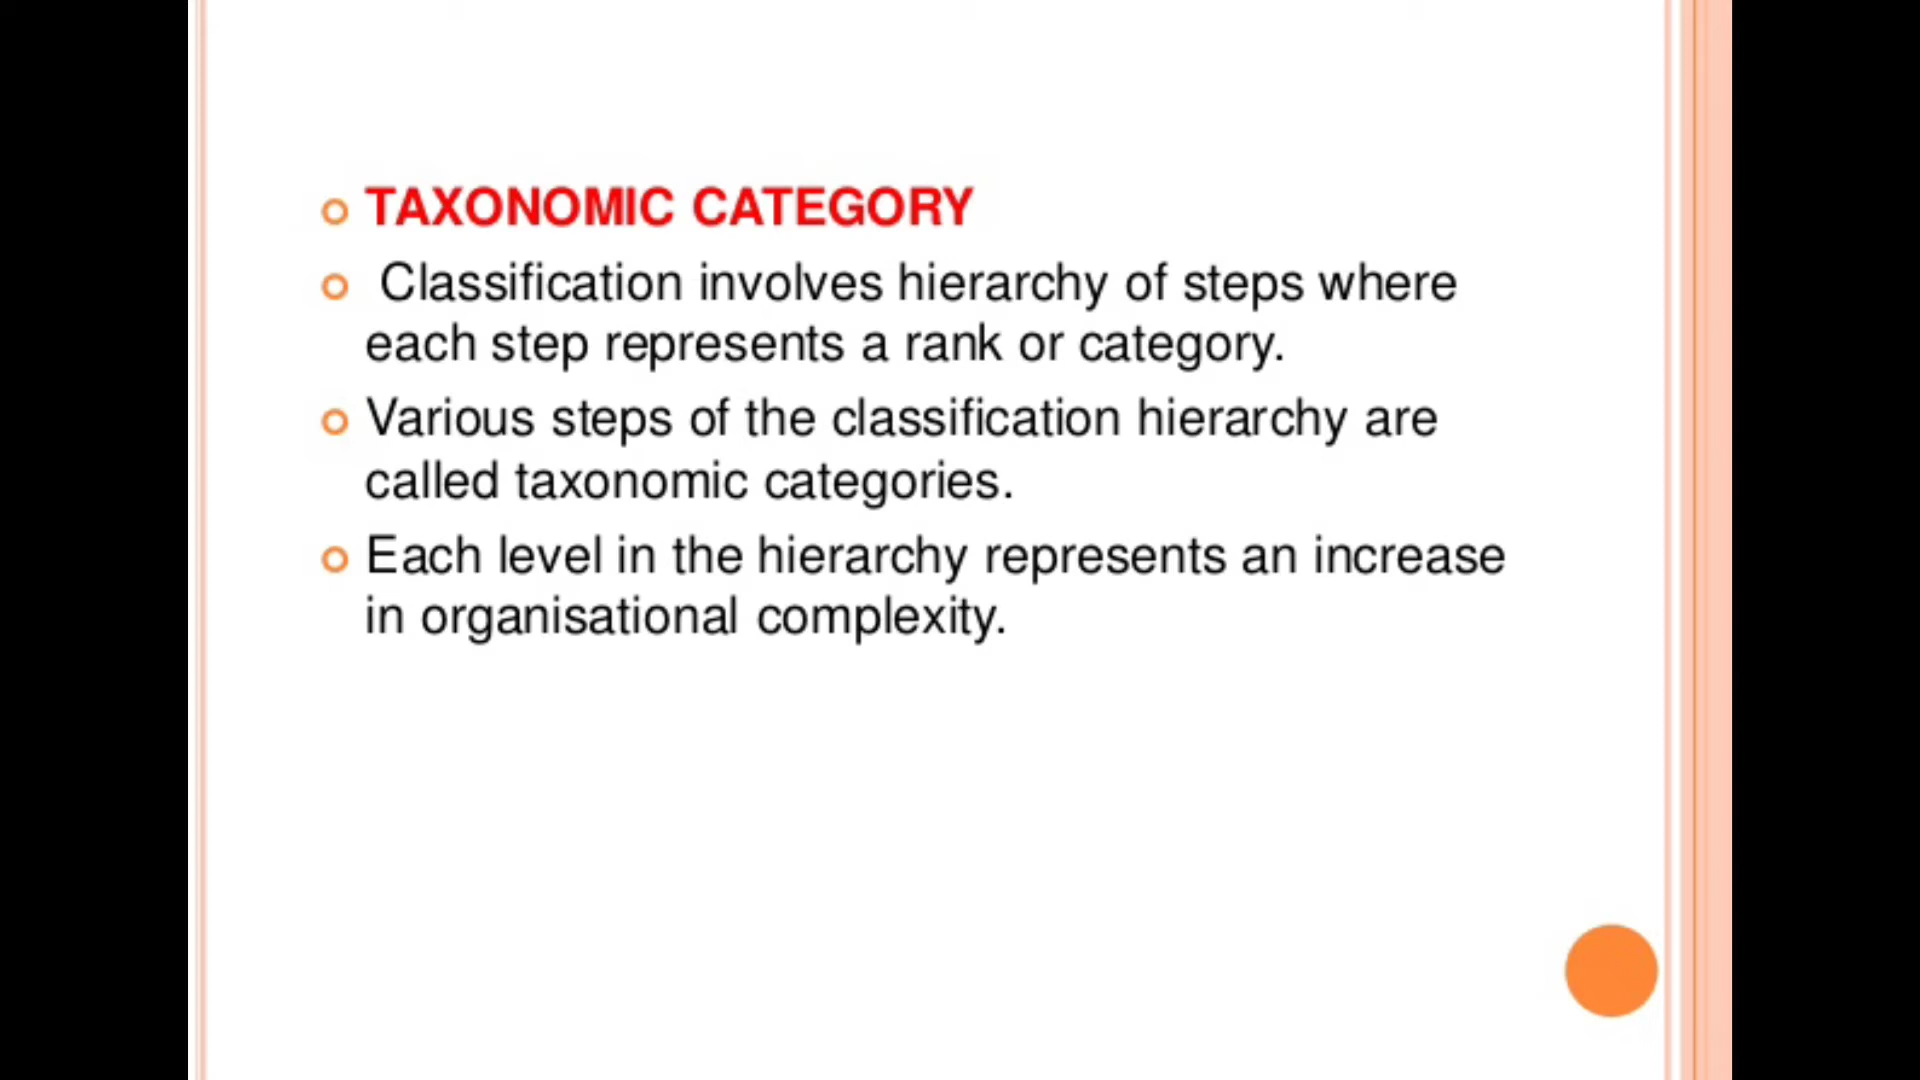 TAXONOMIC CATEGORY
Classification involves hierarchy of steps where
each step represents a rank or category.
Various steps of the classification hierarchy are
called taxonomic categories.
Each level in the hierarchy represents an increase
in organisational complexity.